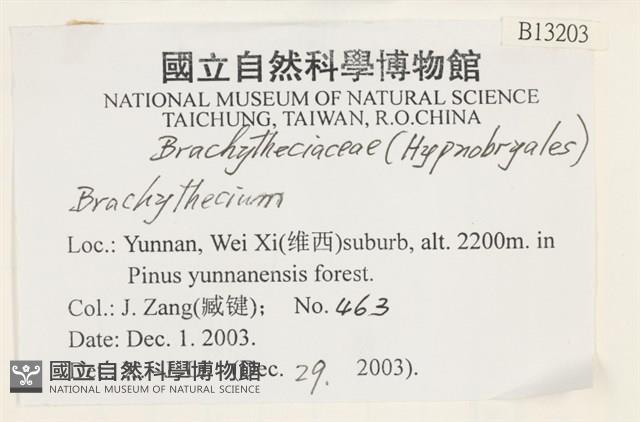 B13203
國立自然科學博物館
NATIONAL MUSEUM OF NATURAL SCIENCE
TAICHUNG, TAIWAN, R.O.CHINA
Brachytheciaceae (Hypnobryales)
Brachythecium
Loc.: Yunnan, Wei Xi(维西)suburb, alt. 2200m. in
Pinus yunnanensis forest.
Col.: J. Zang(臧键); No. 463
Date: Dec. 1. 2003.
(Dec. 29. 2003).
國立自然科學博物館
NATIONAL MUSEUM OF NATURAL SCIENCE